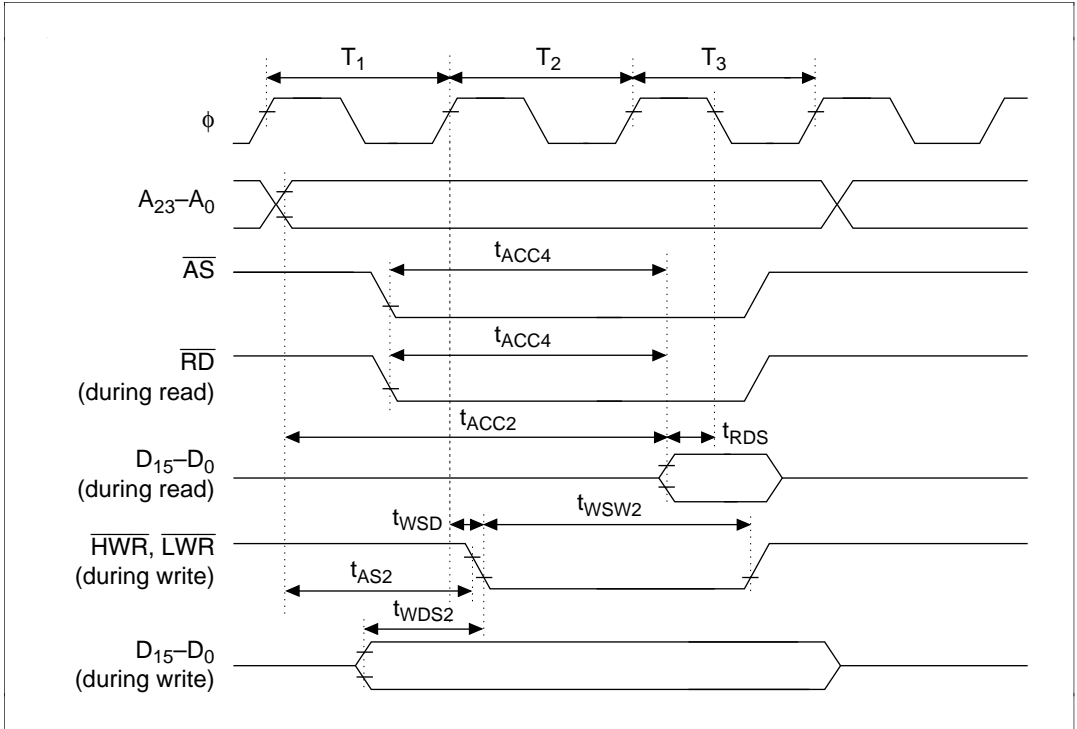 T1 T2 T3
ϕ
A23–A0
tACC4
AS
tACC4
RD
(during read)
tACC2
tRDS
D15–D0
(during read)
tWSD
tWSW2
HWR, LWR
(during write)
tAS2
tWDS2
D15–D0
(during write)